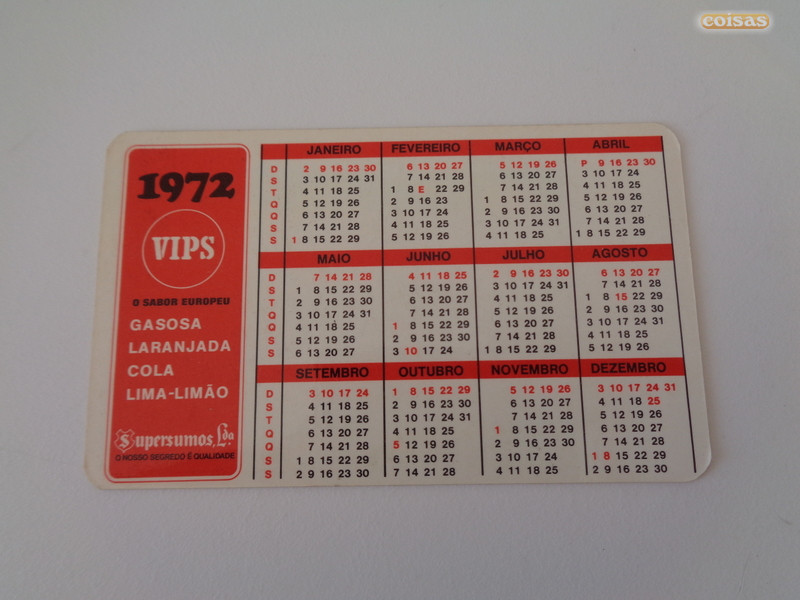 coisas
1972
VIPS
O SABOR EUROPEU
GASOSA
LARANJADA
COLA
LIMA-LIMÃO
Supersumos, Lda.
O NOSSO SEGREDO É QUALIDADE
JANEIRO FEVEREIRO MARÇO ABRIL
D 2 9 16 23 30 6 13 20 27 5 12 19 26 P 9 16 23 30
S 3 10 17 24 31 7 14 21 28 6 13 20 27 3 10 17 24
T 4 11 18 25 1 8 E 22 29 7 14 21 28 4 11 18 25
Q 5 12 19 26 2 9 16 23 1 8 15 22 29 5 12 19 26
Q 6 13 20 27 3 10 17 24 2 9 16 23 30 6 13 20 27
S 7 14 21 28 4 11 18 25 3 10 17 24 31 7 14 21 28
S 1 8 15 22 29 5 12 19 26 4 11 18 25 1 8 15 22 29
MAIO JUNHO JULHO AGOSTO
D 7 14 21 28 4 11 18 25 2 9 16 23 30 6 13 20 27
S 1 8 15 22 29 5 12 19 26 3 10 17 24 31 7 14 21 28
T 2 9 16 23 30 6 13 20 27 4 11 18 25 1 8 15 22 29
Q 3 10 17 24 31 7 14 21 28 5 12 19 26 2 9 16 23 30
Q 4 11 18 25 1 8 15 22 29 6 13 20 27 3 10 17 24 31
S 5 12 19 26 2 9 16 23 30 7 14 21 28 4 11 18 25
S 6 13 20 27 3 10 17 24 1 8 15 22 29 5 12 19 26
SETEMBRO OUTUBRO NOVEMBRO DEZEMBRO
D 3 10 17 24 1 8 15 22 29 5 12 19 26 3 10 17 24 31
S 4 11 18 25 2 9 16 23 30 6 13 20 27 4 11 18 25
T 5 12 19 26 3 10 17 24 31 7 14 21 28 5 12 19 26
Q 6 13 20 27 4 11 18 25 1 8 15 22 29 6 13 20 27
Q 7 14 21 28 5 12 19 26 2 9 16 23 30 7 14 21 28
S 1 8 15 22 29 6 13 20 27 3 10 17 24 1 8 15 22 29
S 2 9 16 23 30 7 14 21 28 4 11 18 25 2 9 16 23 30